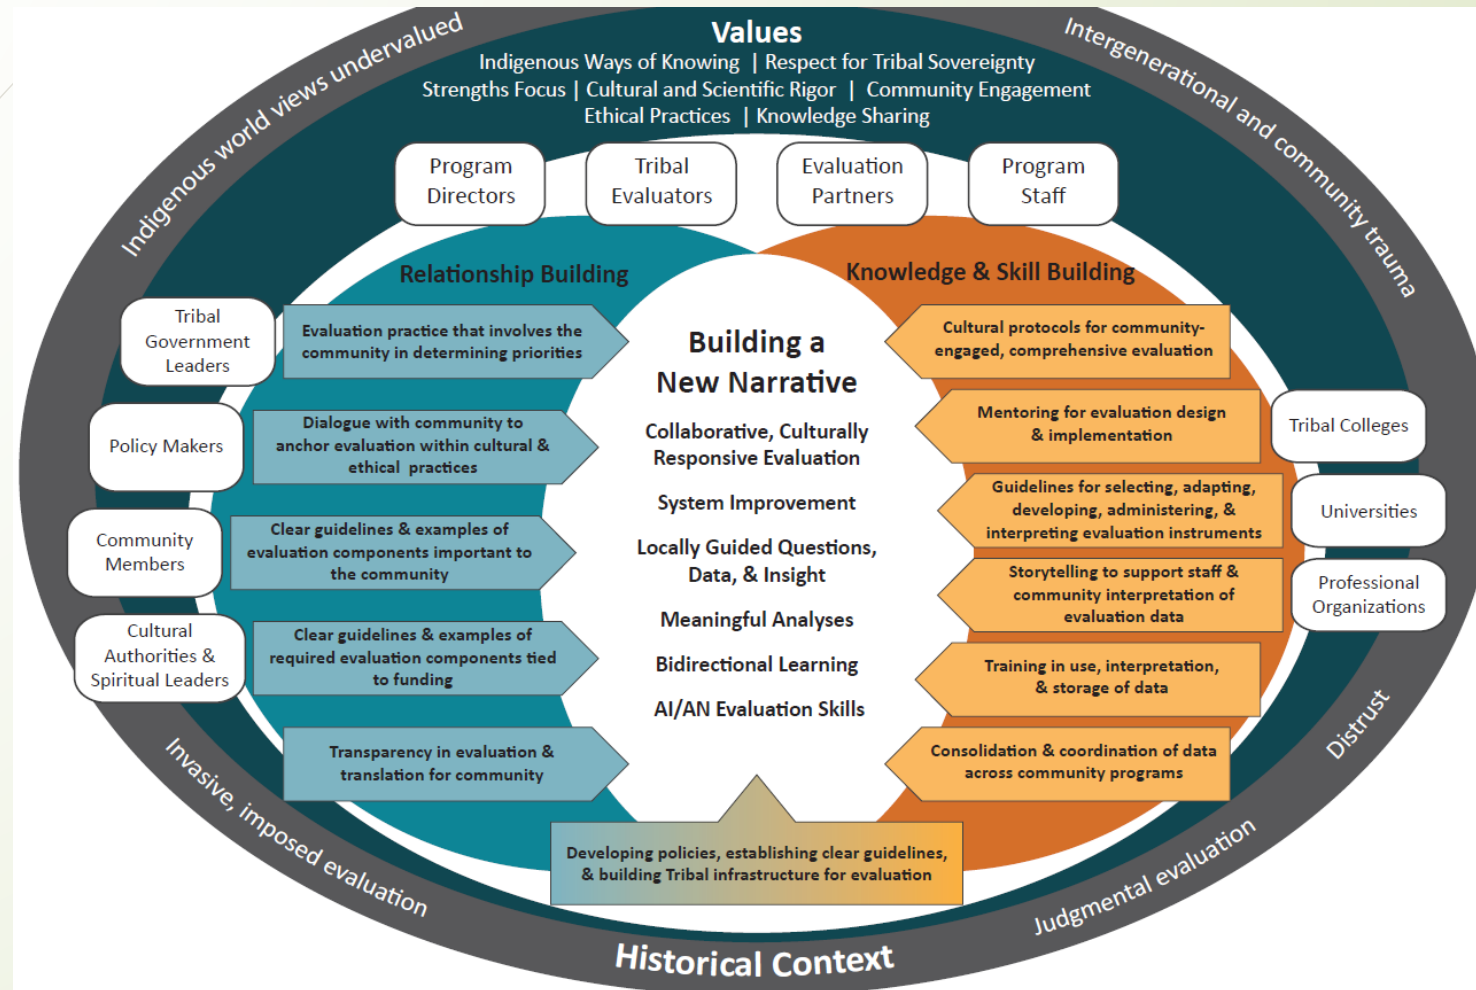 Values
Indigenous Ways of Knowing | Respect for Tribal Sovereignty
Strengths Focus | Cultural and Scientific Rigor | Community Engagement
Ethical Practices | Knowledge Sharing
Indigenous world views undervalued
Intergenerational and community trauma
Program
Directors
Tribal
Evaluators
Evaluation
Partners
Program
Staff
Relationship Building
Knowledge & Skill Building
Tribal
Government
Leaders
Policy Makers
Community
Members
Cultural
Authorities &
Spiritual Leaders
Evaluation practice that involves the
community in determining priorities
Dialogue with community to
anchor evaluation within cultural &
ethical practices
Clear guidelines & examples of
evaluation components important to
the community
Clear guidelines & examples of
required evaluation components tied
to funding
Transparency in evaluation &
translation for community
Building a
New Narrative
Collaborative, Culturally
Responsive Evaluation
System Improvement
Locally Guided Questions,
Data, & Insight
Meaningful Analyses
Bidirectional Learning
AI/AN Evaluation Skills
Cultural protocols for community-
engaged, comprehensive evaluation
Mentoring for evaluation design
& implementation
Guidelines for selecting, adapting,
developing, administering, &
interpreting evaluation instruments
Storytelling to support staff &
community interpretation of
evaluation data
Training in use, interpretation,
& storage of data
Consolidation & coordination of data
across community programs
Tribal Colleges
Universities
Professional
Organizations
Developing policies, establishing clear guidelines,
& building Tribal infrastructure for evaluation
Invasive, imposed evaluation
Historical Context
Judgmental evaluation
Distrust